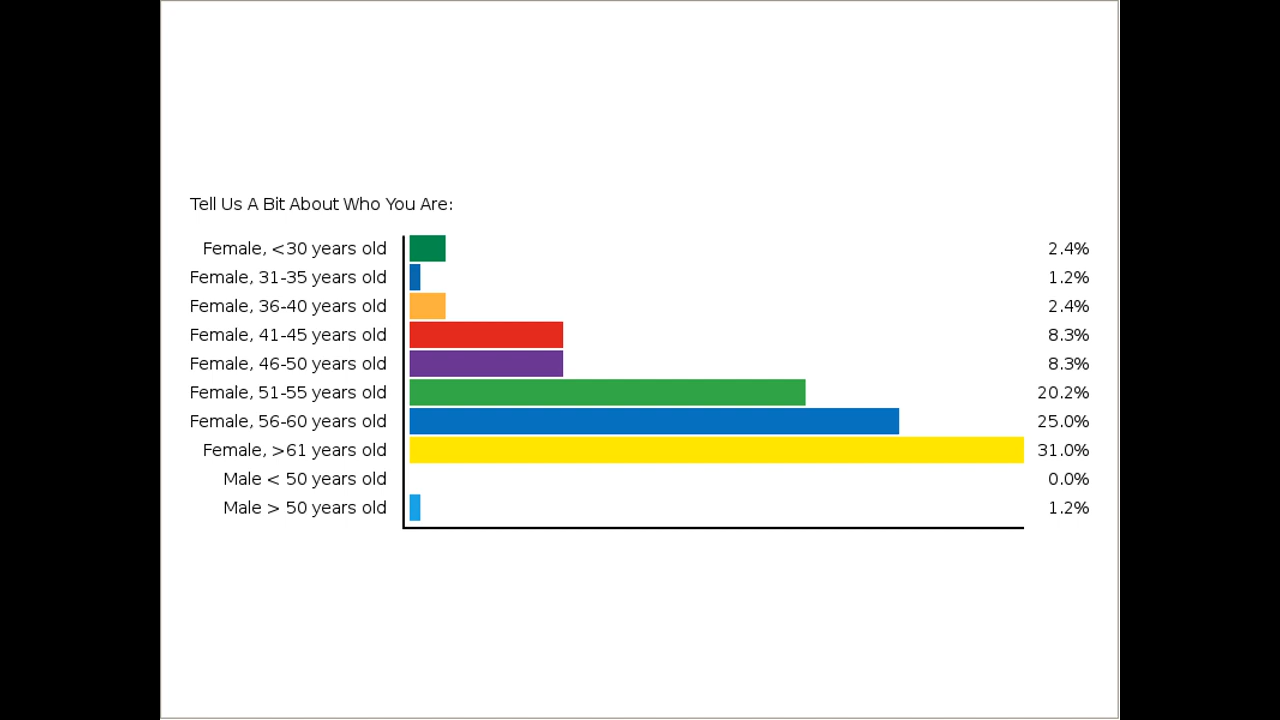 Tell Us A Bit About Who You Are:
Female, <30 years old 2.4%
Female, 31-35 years old 1.2%
Female, 36-40 years old 2.4%
Female, 41-45 years old 8.3%
Female, 46-50 years old 8.3%
Female, 51-55 years old 20.2%
Female, 56-60 years old 25.0%
Female, >61 years old 31.0%
Male < 50 years old 0.0%
Male > 50 years old 1.2%